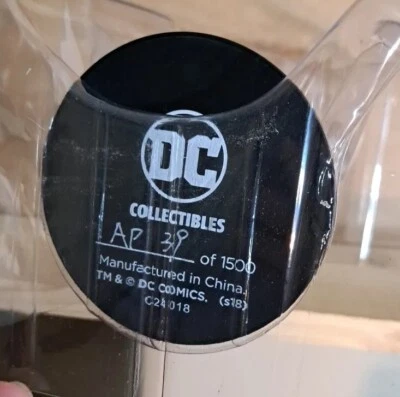 DC
COLLECTIBLES
AP 39 of 1500
Manufactured in China.
TM & © DC COMICS. (s18)
C24018